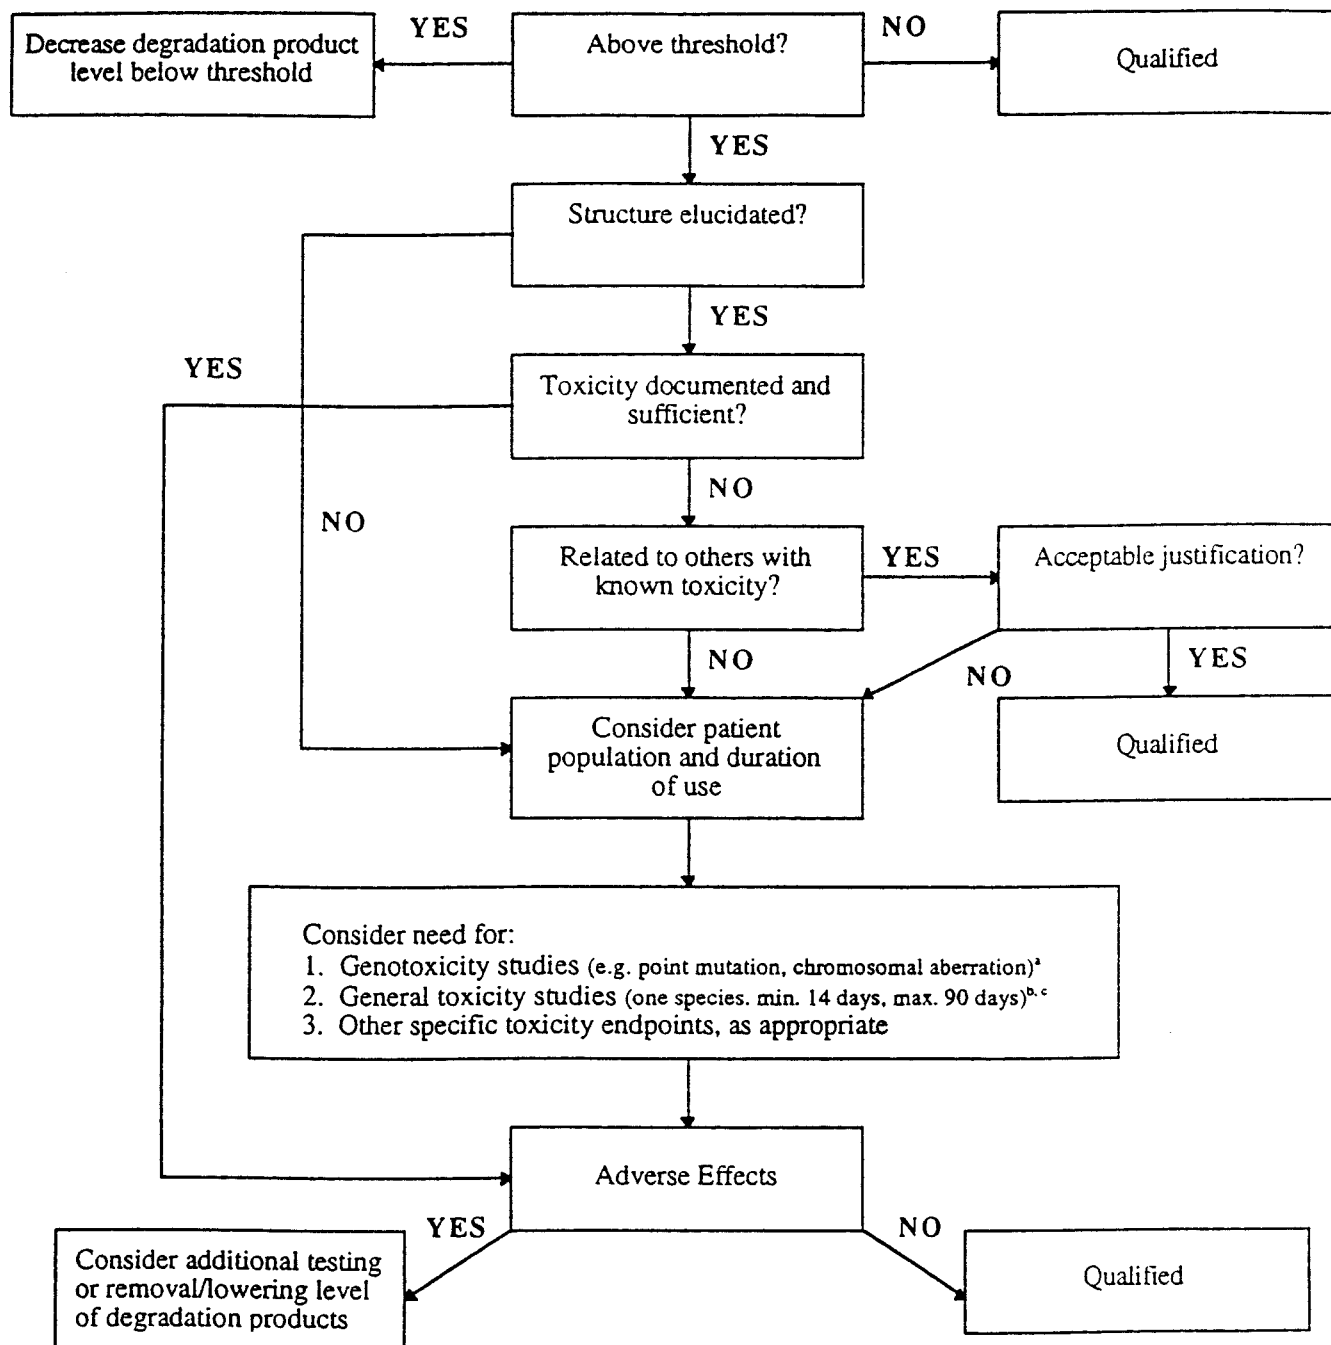 YES
NO
Decrease degradation product
level below threshold
Above threshold?
Qualified
YES
Structure elucidated?
YES
YES
Toxicity documented and
sufficient?
NO
NO
Related to others with
known toxicity?
YES
Acceptable justification?
NO
NO
YES
Consider patient
population and duration
of use
Qualified
Consider need for:
1. Genotoxicity studies (e.g. point mutation, chromosomal aberration)ª
2. General toxicity studies (one species. min. 14 days, max. 90 days)b, c
3. Other specific toxicity endpoints, as appropriate
Adverse Effects
YES
NO
Consider additional testing
or removal/lowering level
of degradation products
Qualified